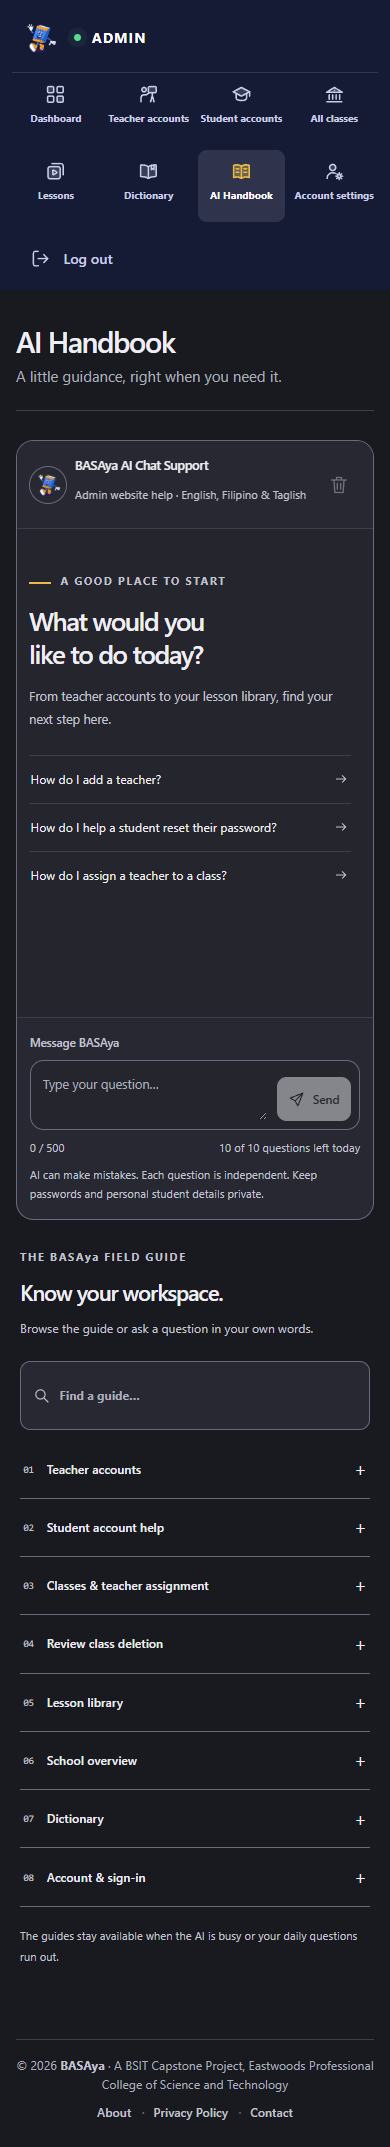 ADMIN
Dashboard
Teacher accounts
Student accounts
All classes
Lessons
Dictionary
AI Handbook
Account settings
Log out
AI Handbook
A little guidance, right when you need it.
BASAya AI Chat Support
Admin website help · English, Filipino & Taglish
A GOOD PLACE TO START
What would you
like to do today?
From teacher accounts to your lesson library, find your
next step here.
How do I add a teacher?
How do I help a student reset their password?
How do I assign a teacher to a class?
Message BASAya
Type your question...
Send
0 / 500
10 of 10 questions left today
AI can make mistakes. Each question is independent. Keep
passwords and personal student details private.
THE BASAya FIELD GUIDE
Know your workspace.
Browse the guide or ask a question in your own words.
Find a guide...
01 Teacher accounts
02 Student account help
03 Classes & teacher assignment
04 Review class deletion
05 Lesson library
06 School overview
07 Dictionary
08 Account & sign-in
The guides stay available when the AI is busy or your daily questions
run out.
© 2026 BASAya · A BSIT Capstone Project, Eastwoods Professional
College of Science and Technology
About · Privacy Policy · Contact